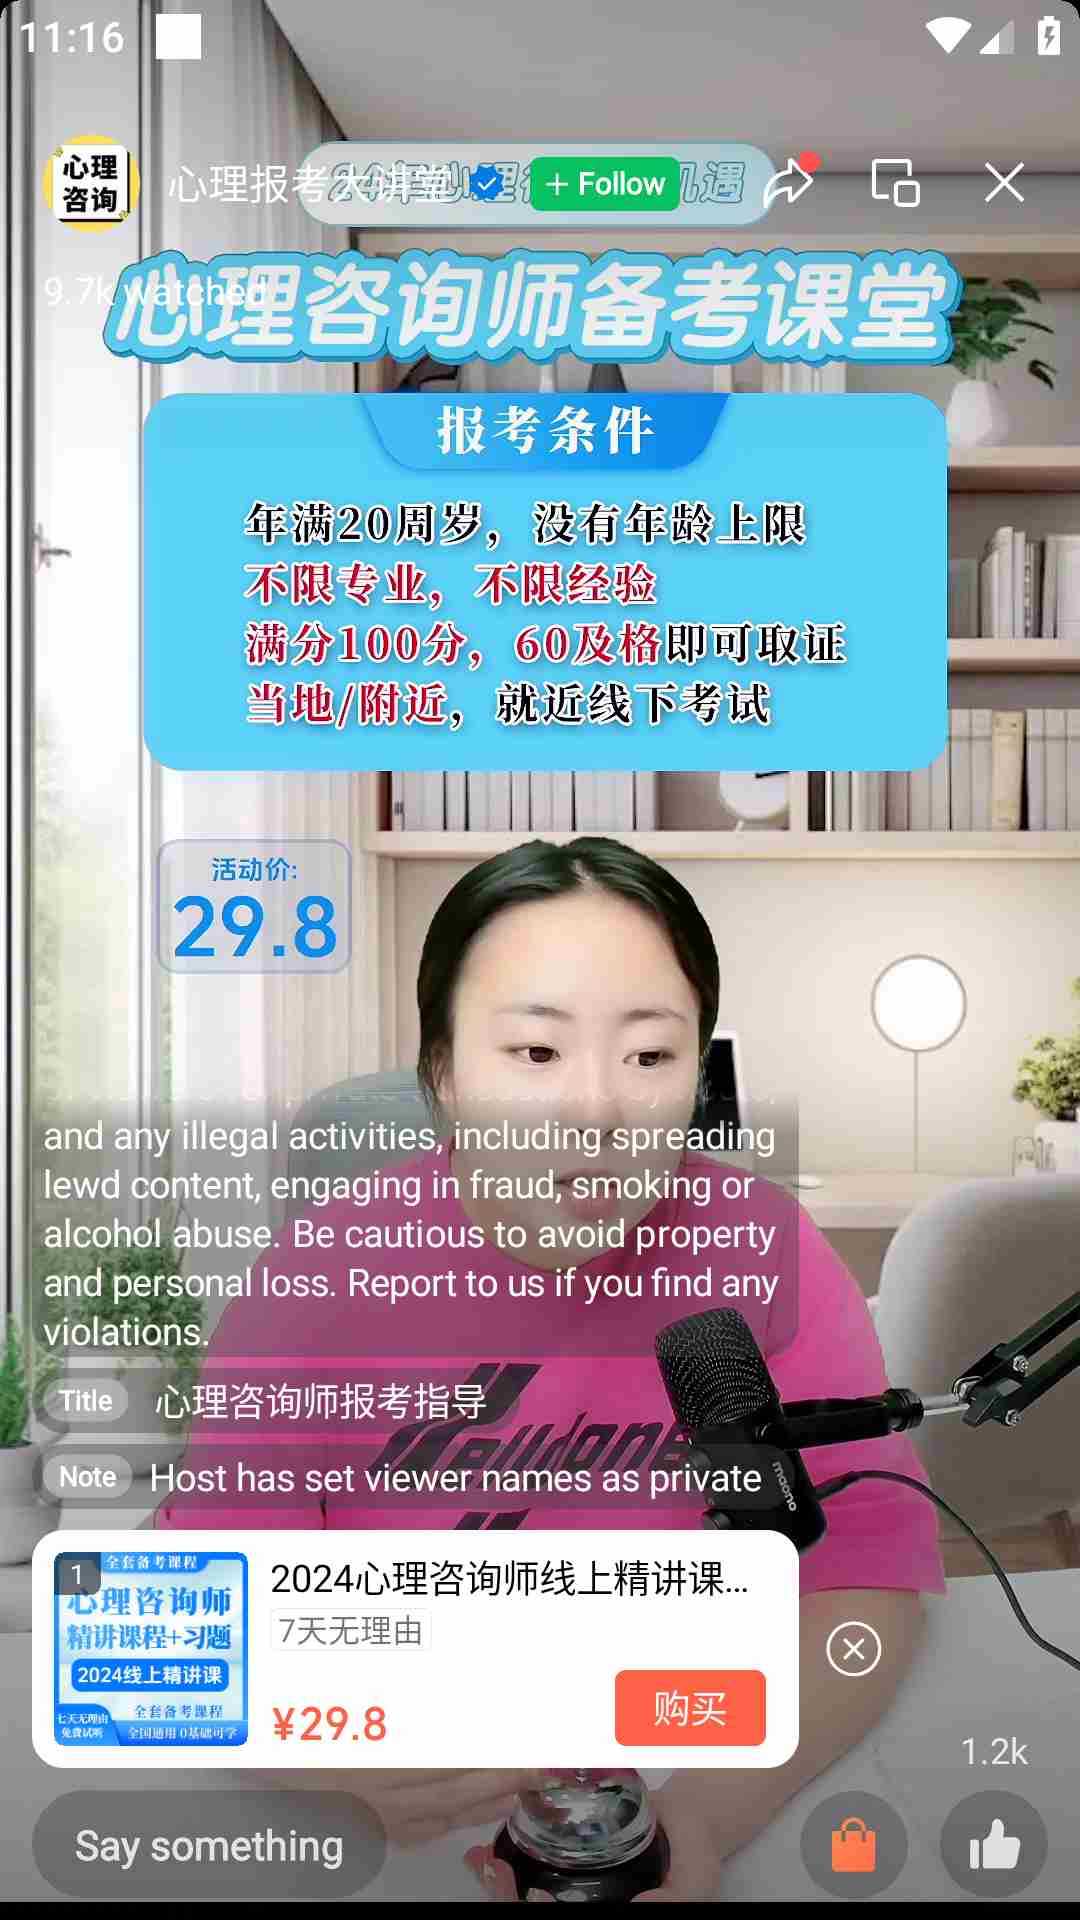 11:16
心理
咨询
心理报考大讲堂
+ Follow
机遇
9.7k watched
心理咨询师备考课堂
报考条件
年满20周岁，没有年龄上限
不限专业，不限经验
满分100分，60及格即可取证
当地/附近，就近线下考试
活动价:
29.8
and any illegal activities, including spreading
lewd content, engaging in fraud, smoking or
alcohol abuse. Be cautious to avoid property
and personal loss. Report to us if you find any
violations.
Title 心理咨询师报考指导
Note Host has set viewer names as private
maono
1
全套备考课程
心理咨询师
精讲课程+习题
2024线上精讲课
七天无理由
免费试听
全套备考课程
全国通用 0基础可学
2024心理咨询师线上精讲课...
7天无理由
¥29.8
购买
1.2k
Say something